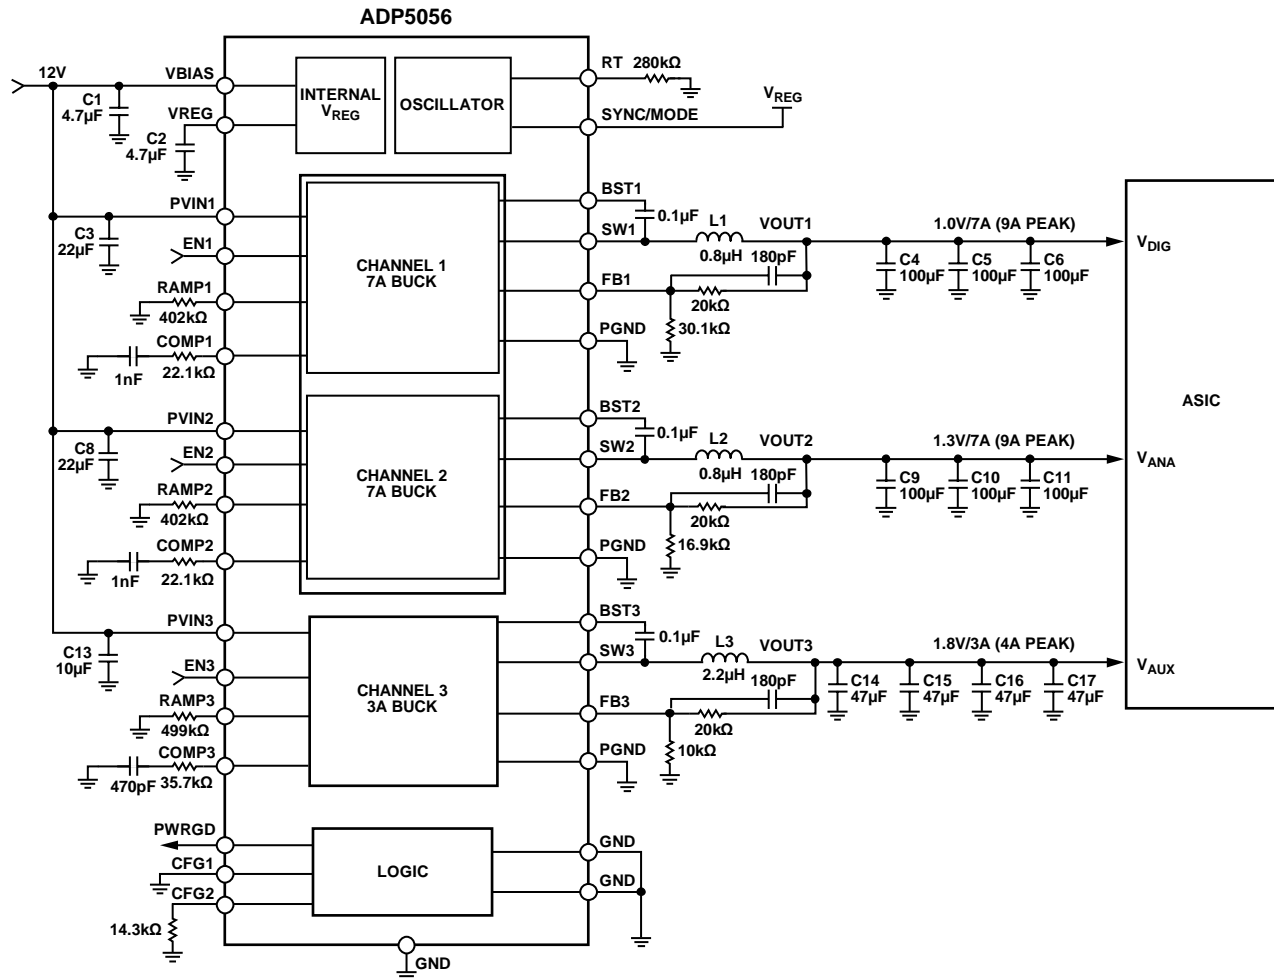 ADP5056
12V
VBIAS
C1
4.7µF
VREG
C2
4.7µF
INTERNAL
VREG
OSCILLATOR
RT 280kΩ
SYNC/MODE
VREG
PVIN1
C3
22µF
EN1
RAMP1
402kΩ
COMP1
1nF
22.1kΩ
CHANNEL 1
7A BUCK
BST1
0.1µF
SW1
L1
0.8µH
VOUT1
180pF
FB1
20kΩ
30.1kΩ
PGND
1.0V/7A (9A PEAK)
C4
100µF
C5
100µF
C6
100µF
VDIG
ASIC
PVIN2
C8
22µF
EN2
RAMP2
402kΩ
COMP2
1nF
22.1kΩ
CHANNEL 2
7A BUCK
BST2
0.1µF
SW2
L2
0.8µH
VOUT2
180pF
FB2
20kΩ
16.9kΩ
PGND
1.3V/7A (9A PEAK)
C9
100µF
C10
100µF
C11
100µF
VANA
PVIN3
C13
10µF
EN3
RAMP3
499kΩ
COMP3
470pF
35.7kΩ
CHANNEL 3
3A BUCK
BST3
0.1µF
SW3
L3
2.2µH
VOUT3
180pF
FB3
20kΩ
10kΩ
PGND
1.8V/3A (4A PEAK)
C14
47µF
C15
47µF
C16
47µF
C17
47µF
VAUX
PWRGD
CFG1
CFG2
14.3kΩ
LOGIC
GND
GND
GND